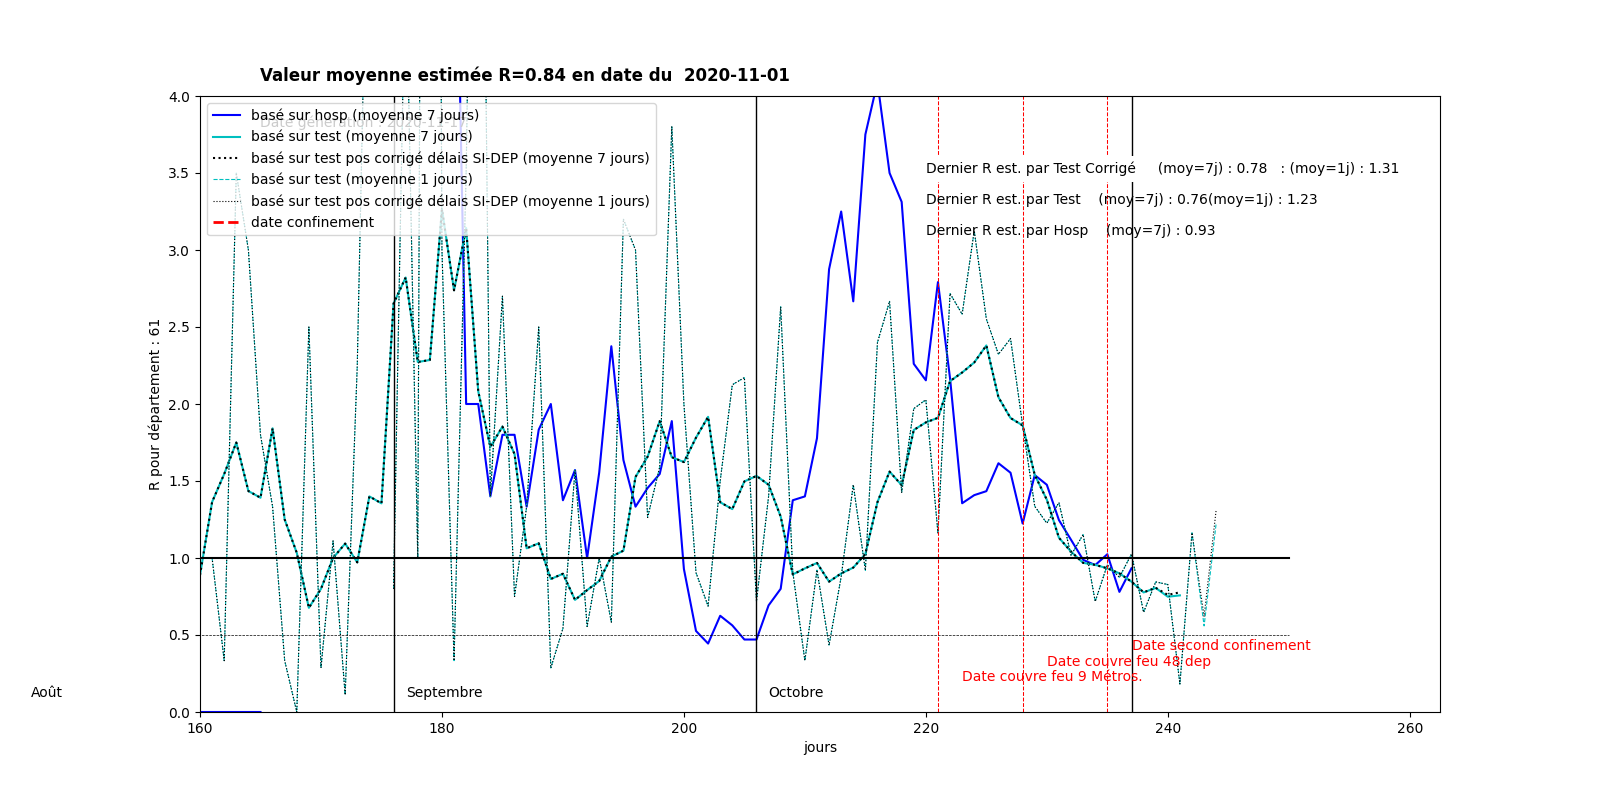 Valeur moyenne estimée R=0.84 en date du  2020-11-01
basé sur hosp (moyenne 7 jours)
basé sur test (moyenne 7 jours)
basé sur test pos corrigé délais SI-DEP (moyenne 7 jours)
basé sur test (moyenne 1 jours)
basé sur test pos corrigé délais SI-DEP (moyenne 1 jours)
date confinement
Dernier R est. par Test Corrigé (moy=7j) : 0.78 : (moy=1j) : 1.31
Dernier R est. par Test (moy=7j) : 0.76(moy=1j) : 1.23
Dernier R est. par Hosp (moy=7j) : 0.93
4.0
3.5
3.0
2.5
2.0
1.5
1.0
0.5
0.0
R pour département : 61
Date second confinement
Date couvre feu 48 dep
Date couvre feu 9 Métros.
Août
Septembre
Octobre
160
180
200
220
240
260
jours